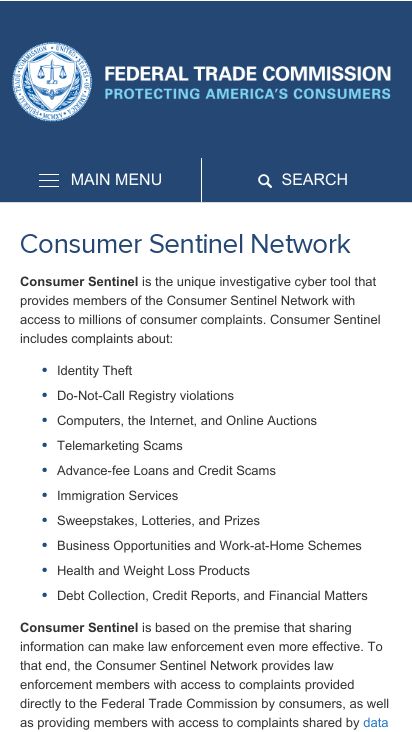 FEDERAL TRADE COMMISSION
PROTECTING AMERICA'S CONSUMERS
MAIN MENU
SEARCH
Consumer Sentinel Network
Consumer Sentinel is the unique investigative cyber tool that
provides members of the Consumer Sentinel Network with
access to millions of consumer complaints. Consumer Sentinel
includes complaints about:
• Identity Theft
• Do-Not-Call Registry violations
• Computers, the Internet, and Online Auctions
• Telemarketing Scams
• Advance-fee Loans and Credit Scams
• Immigration Services
• Sweepstakes, Lotteries, and Prizes
• Business Opportunities and Work-at-Home Schemes
• Health and Weight Loss Products
• Debt Collection, Credit Reports, and Financial Matters
Consumer Sentinel is based on the premise that sharing
information can make law enforcement even more effective. To
that end, the Consumer Sentinel Network provides law
enforcement members with access to complaints provided
directly to the Federal Trade Commission by consumers, as well
as providing members with access to complaints shared by data